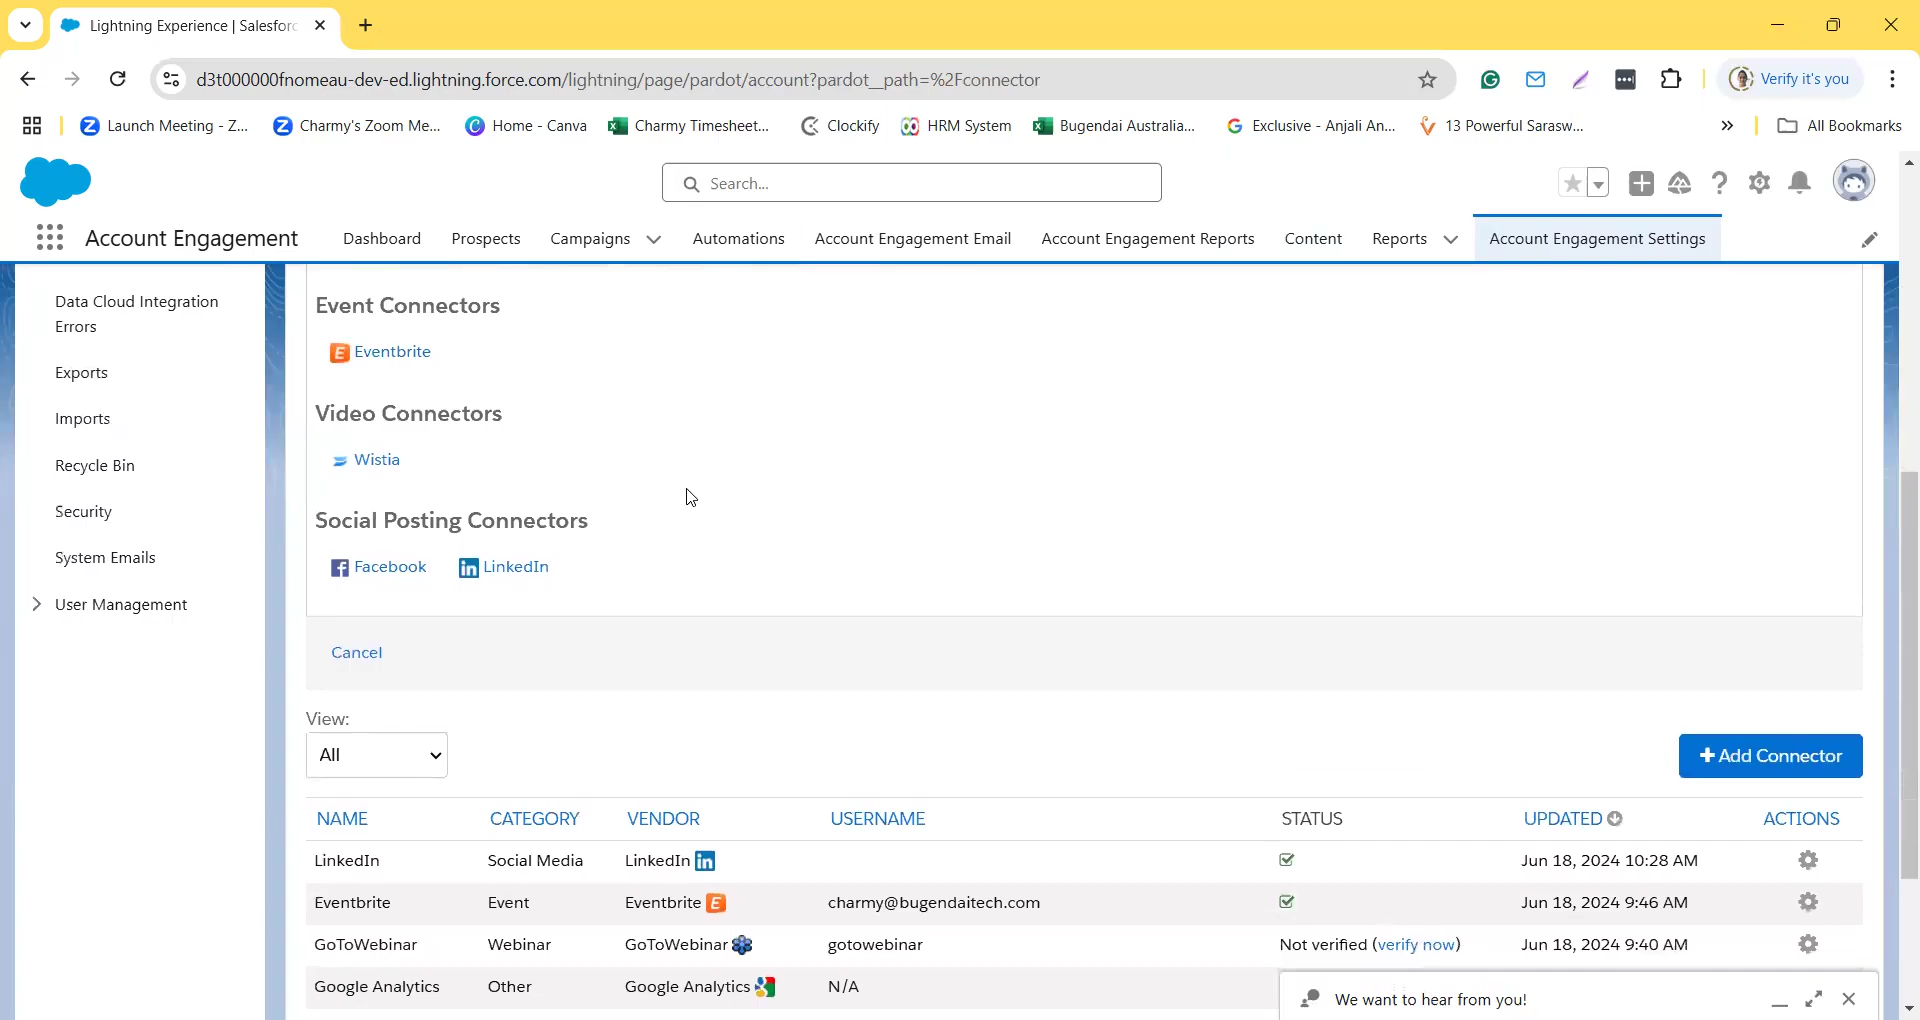 Lightning Experience | Salesforc
d3t000000fnomeau-dev-ed.lightning.force.com/lightning/page/pardot/account?pardot__path=%2Fconnector
Verify it's you
Launch Meeting - Z...
Charmy's Zoom Me...
Home - Canva
Charmy Timesheet...
Clockify
HRM System
Bugendai Australia...
Exclusive - Anjali An...
13 Powerful Sarasw...
All Bookmarks
Search...
Account Engagement
Dashboard
Prospects
Campaigns
Automations
Account Engagement Email
Account Engagement Reports
Content
Reports
Account Engagement Settings
Data Cloud Integration
Errors
Exports
Imports
Recycle Bin
Security
System Emails
User Management
Event Connectors
Eventbrite
Video Connectors
Wistia
Social Posting Connectors
Facebook LinkedIn
Cancel
View:
All
+ Add Connector
NAME CATEGORY VENDOR USERNAME STATUS UPDATED ACTIONS
LinkedIn Social Media LinkedIn Jun 18, 2024 10:28 AM
Eventbrite Event Eventbrite charmy@bugendaitech.com Jun 18, 2024 9:46 AM
GoToWebinar Webinar GoToWebinar gotowebinar Not verified (verify now) Jun 18, 2024 9:40 AM
Google Analytics Other Google Analytics N/A
We want to hear from you!